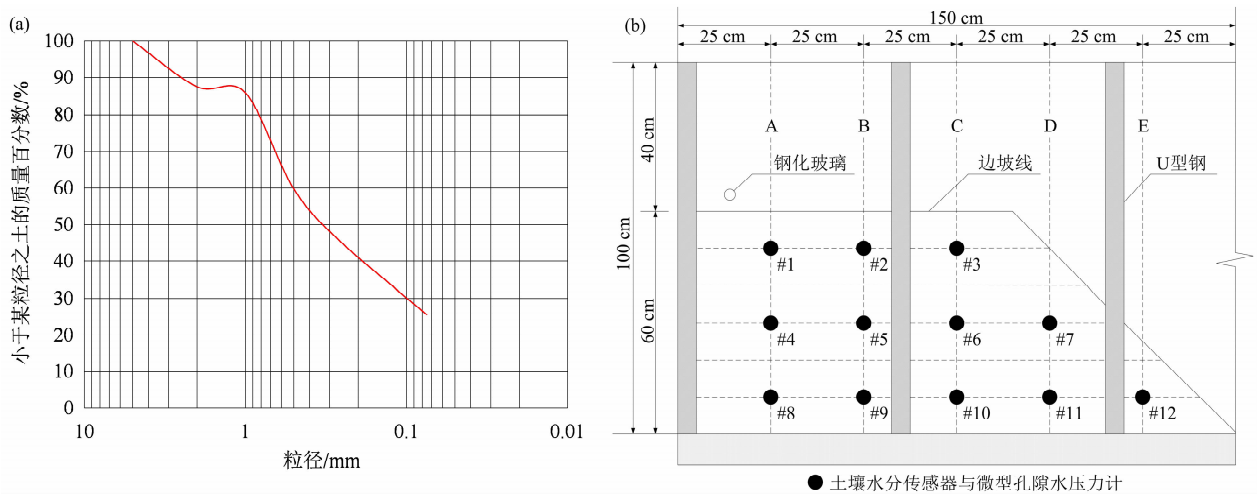 (a)
小于某粒径之土的质量百分数/%
100
90
80
70
60
50
40
30
20
10
0
10
1
0.1
0.01
粒径/mm
(b)
150 cm
25 cm
25 cm
25 cm
25 cm
25 cm
25 cm
100 cm
40 cm
60 cm
A
B
C
D
E
钢化玻璃
边坡线
U型钢
#1
#2
#3
#4
#5
#6
#7
#8
#9
#10
#11
#12
土壤水分传感器与微型孔隙水压力计